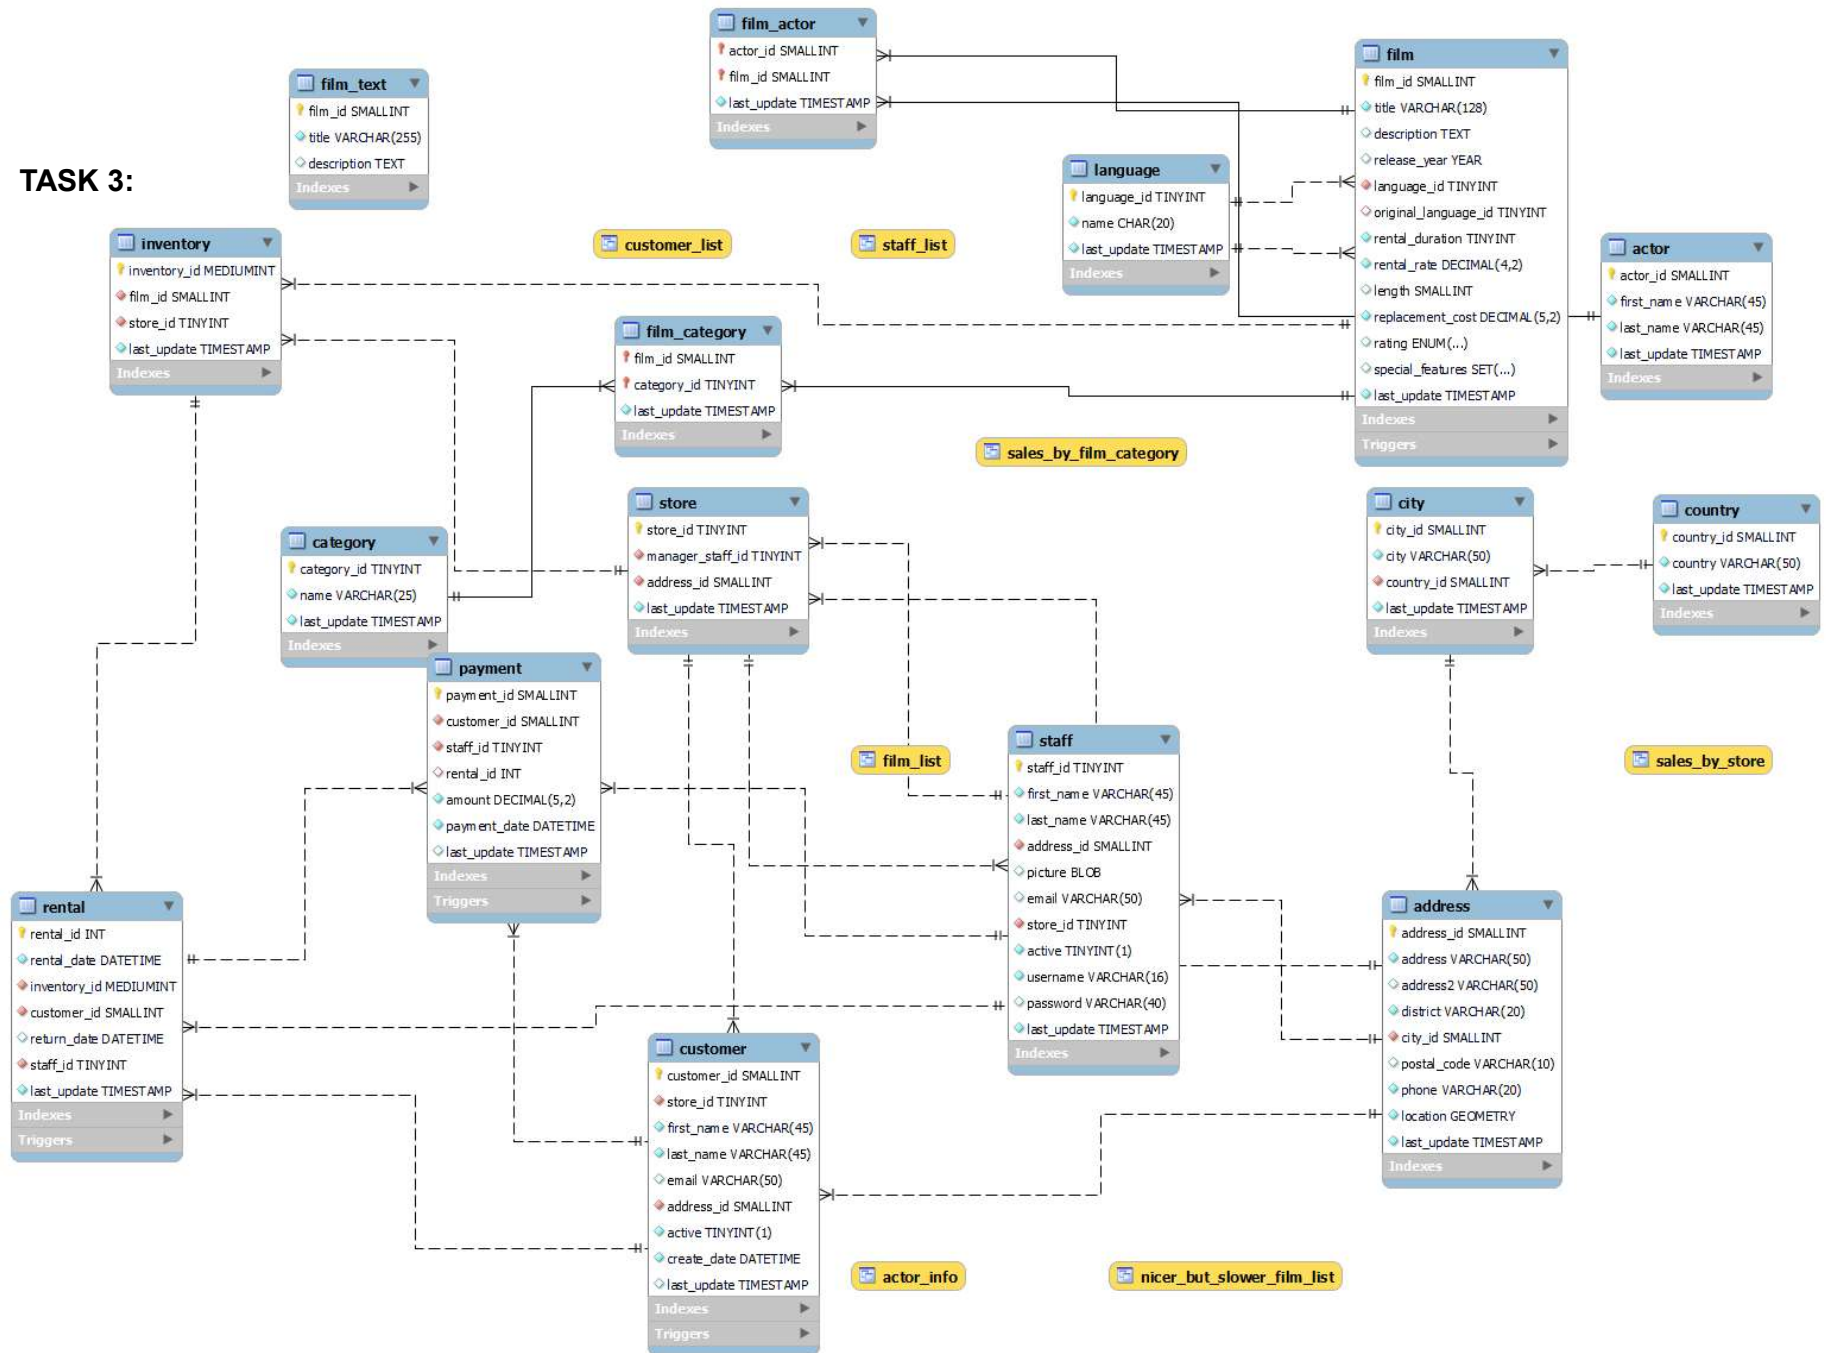 TASK 3:
film_text
film_id SMALLINT
title VARCHAR(255)
description TEXT
Indexes
film_actor
actor_id SMALLINT
film_id SMALLINT
last_update TIMESTAMP
Indexes
film
film_id SMALLINT
title VARCHAR(128)
description TEXT
release_year YEAR
language_id TINYINT
original_language_id TINYINT
rental_duration TINYINT
rental_rate DECIMAL(4,2)
length SMALLINT
replacement_cost DECIMAL(5,2)
rating ENUM(...)
special_features SET(...)
last_update TIMESTAMP
Indexes
Triggers
language
language_id TINYINT
name CHAR(20)
last_update TIMESTAMP
Indexes
actor
actor_id SMALLINT
first_name VARCHAR(45)
last_name VARCHAR(45)
last_update TIMESTAMP
Indexes
inventory
inventory_id MEDIUMINT
film_id SMALLINT
store_id TINYINT
last_update TIMESTAMP
Indexes
customer_list
staff_list
film_category
film_id SMALLINT
category_id TINYINT
last_update TIMESTAMP
Indexes
sales_by_film_category
store
store_id TINYINT
manager_staff_id TINYINT
address_id SMALLINT
last_update TIMESTAMP
Indexes
city
city_id SMALLINT
city VARCHAR(50)
country_id SMALLINT
last_update TIMESTAMP
Indexes
country
country_id SMALLINT
country VARCHAR(50)
last_update TIMESTAMP
Indexes
category
category_id TINYINT
name VARCHAR(25)
last_update TIMESTAMP
Indexes
payment
payment_id SMALLINT
customer_id SMALLINT
staff_id TINYINT
rental_id INT
amount DECIMAL(5,2)
payment_date DATETIME
last_update TIMESTAMP
Indexes
Triggers
film_list
staff
staff_id TINYINT
first_name VARCHAR(45)
last_name VARCHAR(45)
address_id SMALLINT
picture BLOB
email VARCHAR(50)
store_id TINYINT
active TINYINT(1)
username VARCHAR(16)
password VARCHAR(40)
last_update TIMESTAMP
Indexes
sales_by_store
rental
rental_id INT
rental_date DATETIME
inventory_id MEDIUMINT
customer_id SMALLINT
return_date DATETIME
staff_id TINYINT
last_update TIMESTAMP
Indexes
Triggers
address
address_id SMALLINT
address VARCHAR(50)
address2 VARCHAR(50)
district VARCHAR(20)
city_id SMALLINT
postal_code VARCHAR(10)
phone VARCHAR(20)
location GEOMETRY
last_update TIMESTAMP
Indexes
customer
customer_id SMALLINT
store_id TINYINT
first_name VARCHAR(45)
last_name VARCHAR(45)
email VARCHAR(50)
address_id SMALLINT
active TINYINT(1)
create_date DATETIME
last_update TIMESTAMP
Indexes
Triggers
actor_info
nicer_but_slower_film_list